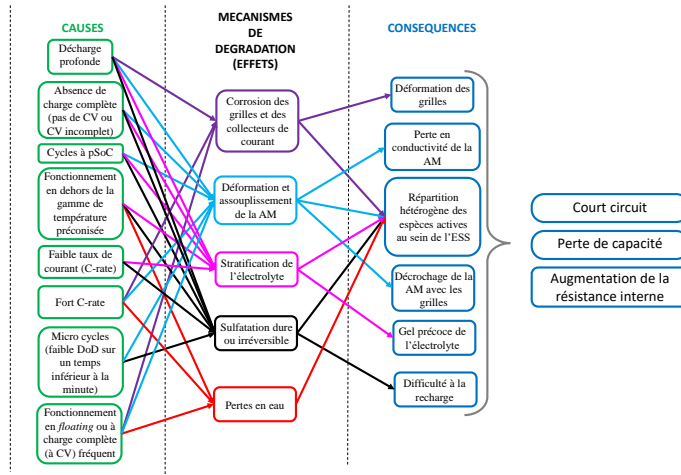 CAUSES
MECANISMES
DE
DEGRADATION
(EFFETS)
CONSEQUENCES
Décharge
profonde
Absence de
charge complète
(pas de CV ou
CV incomplet)
Cycles à pSoC
Fonctionnement
en dehors de la
gamme de
température
préconisée
Faible taux de
courant (C-rate)
Fort C-rate
Micro cycles
(faible DoD sur
un temps
inférieur à la
minute)
Fonctionnement
en floating ou à
charge complète
(à CV) fréquent
Corrosion des
grilles et des
collecteurs de
courant
Déformation et
assouplissement
de la AM
Stratification de
l'électrolyte
Sulfatation dure
ou irréversible
Pertes en eau
Déformation des
grilles
Perte en
conductivité de la
AM
Répartition
hétérogène des
espèces actives
au sein de l'ESS
Décrochage de la
AM avec les
grilles
Gel précoce de
l'électrolyte
Difficulté à la
recharge
Court circuit
Perte de capacité
Augmentation de la
résistance interne